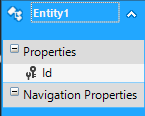 Entity1
Properties
Id
Navigation Properties